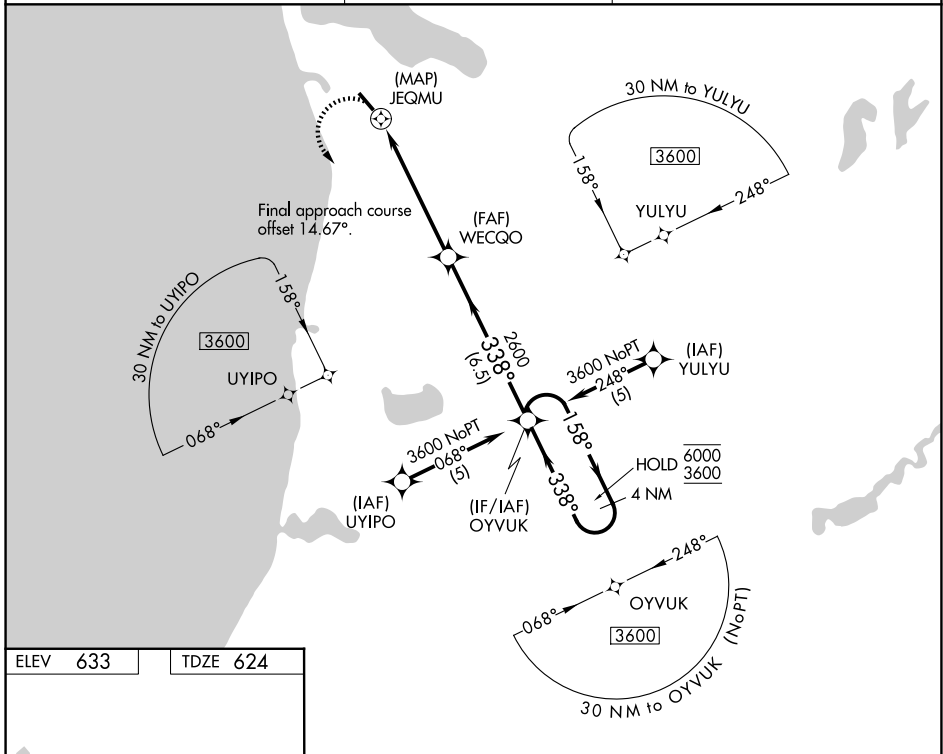 (MAP)
JEQMU
30 NM to YULYU
3600
158°
248°
YULYU
Final approach course
offset 14.67°.
(FAF)
WECQO
30 NM to UYIPO
158°
3600
UYIPO
068°
2600
338°
(6.5)
3600 NoPT
248°
(5)
(IAF)
YULYU
3600 NoPT
068°
(5)
(IAF)
UYIPO
(IF/IAF)
OYVUK
158°
338°
HOLD
6000
3600
4 NM
248°
068°
OYVUK
3600
30 NM to OYVUK (NoPT)
ELEV 633
TDZE 624